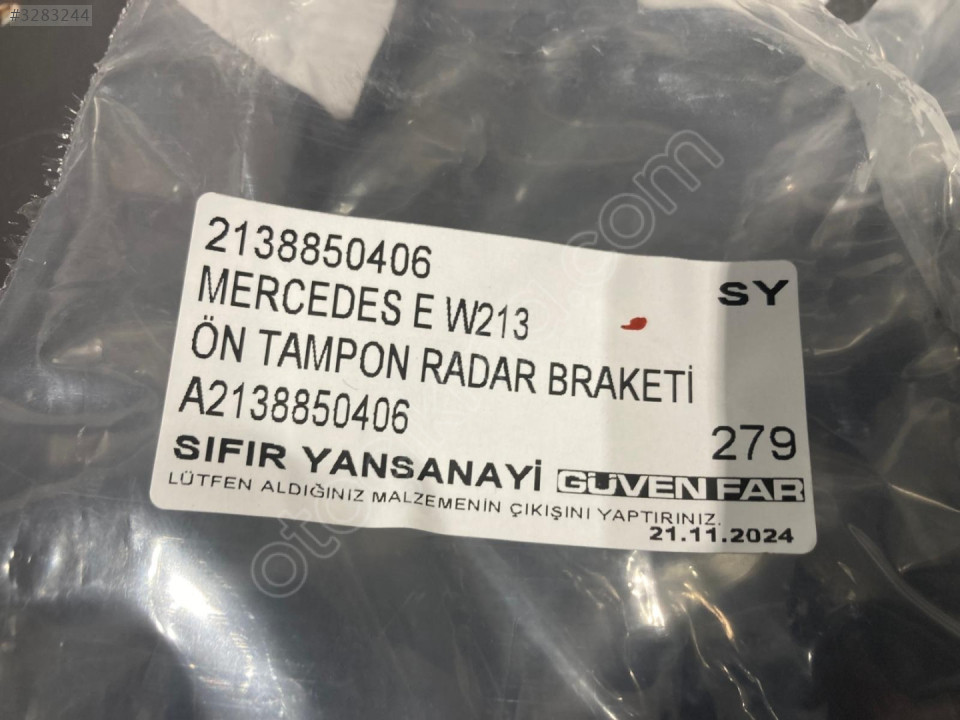 #3283244
2138850406
MERCEDES E W213
SY
ÖN TAMPON RADAR BRAKETİ
A2138850406
279
SIFIR YANSANAYİ GÜVEN FAR
LÜTFEN ALDIĞINIZ MALZEMENİN ÇIKIŞINI YAPTIRINIZ.
21.11.2024